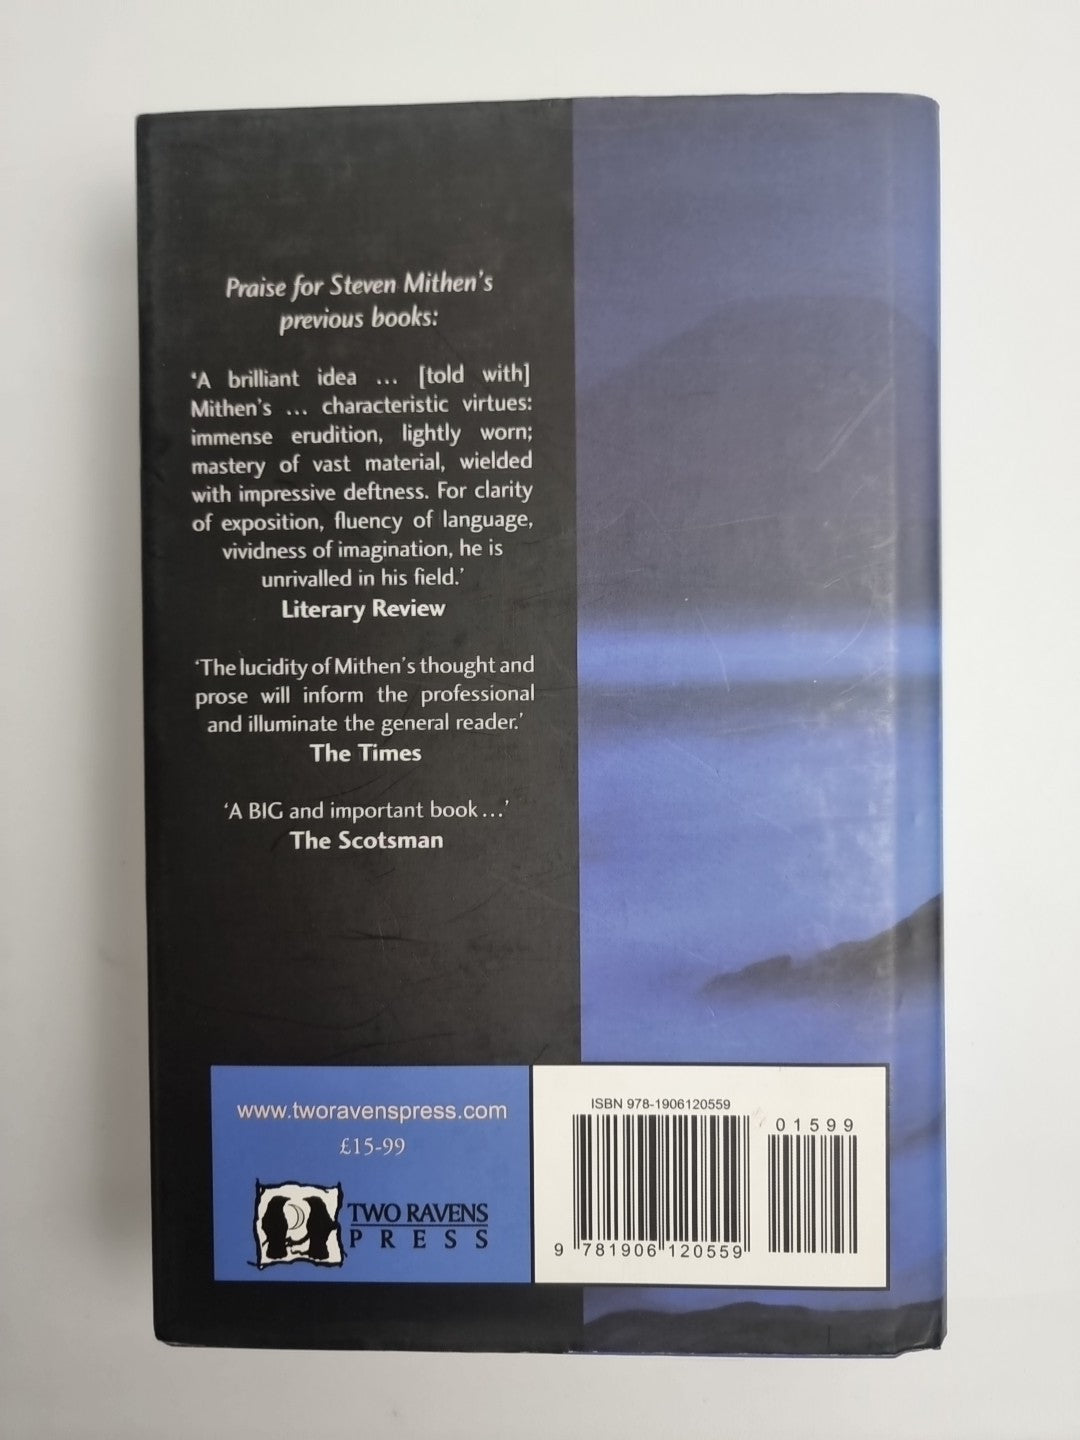 Praise for Steven Mithen's
previous books:
'A brilliant idea ... [told with]
Mithen's ... characteristic virtues:
immense erudition, lightly worn;
mastery of vast material, wielded
with impressive deftness. For clarity
of exposition, fluency of language,
vividness of imagination, he is
unrivalled in his field.'
Literary Review
'The lucidity of Mithen's thought and
prose will inform the professional
and illuminate the general reader.'
The Times
'A BIG and important book...'
The Scotsman
www.tworavenspress.com
£15-99
TWO RAVENS
PRESS
ISBN 978-1906120559
01599
9 781906 120559